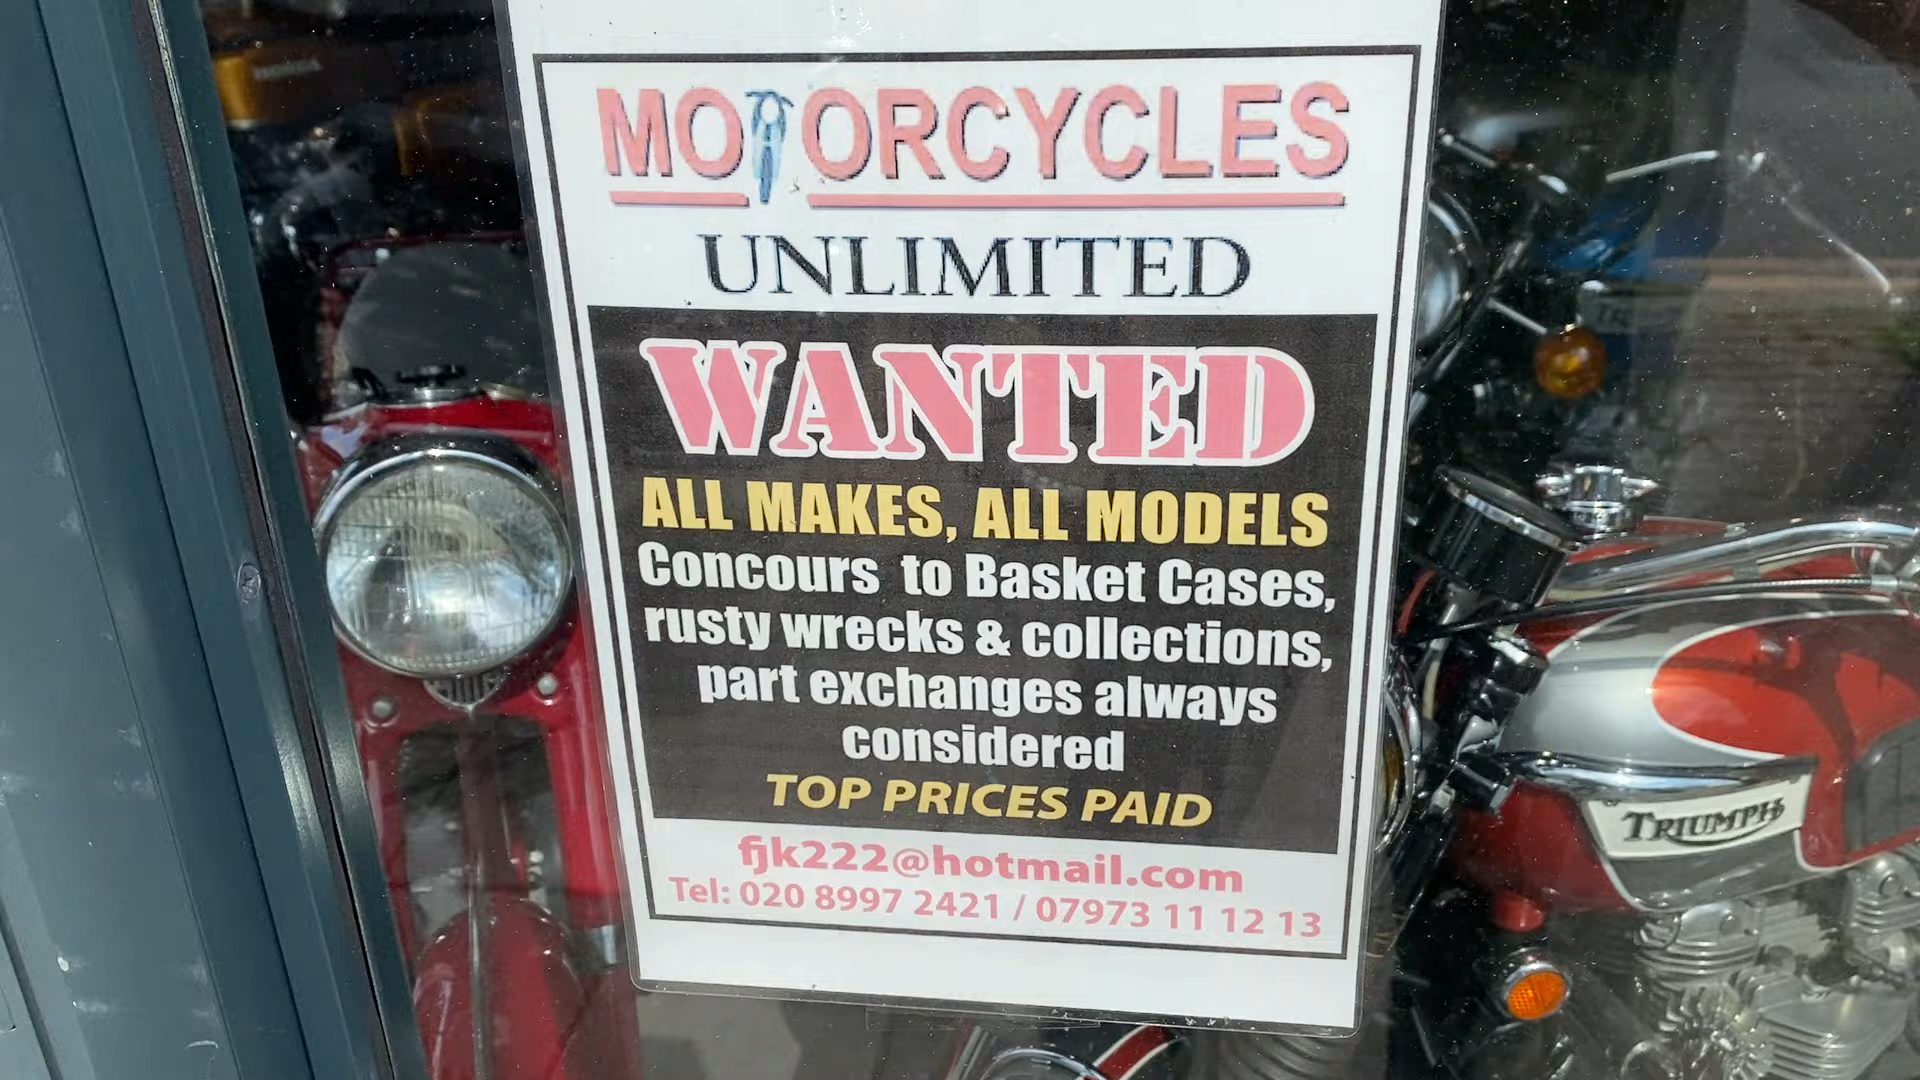 MOTORCYCLES
UNLIMITED
WANTED
ALL MAKES, ALL MODELS
Concours to Basket Cases,
rusty wrecks & collections,
part exchanges always
considered
TOP PRICES PAID
fjk222@hotmail.com
Tel: 020 8997 2421 / 07973 11 12 13
TRIUMPH